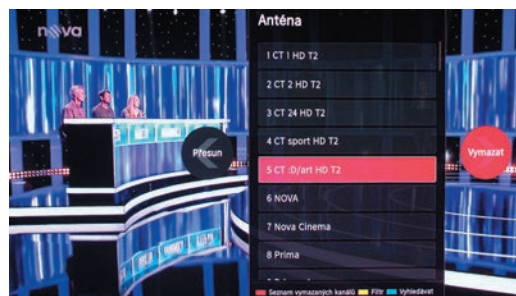 nova
Anténa
1 CT 1 HD T2
2 CT 2 HD T2
3 CT 24 HD T2
4 CT sport HD T2
Přesun
Vymazat
5 CT :D/art HD T2
6 NOVA
7 Nova Cinema
8 Prima
Seznam vymazaných kanálů Filtr Vyhledávat